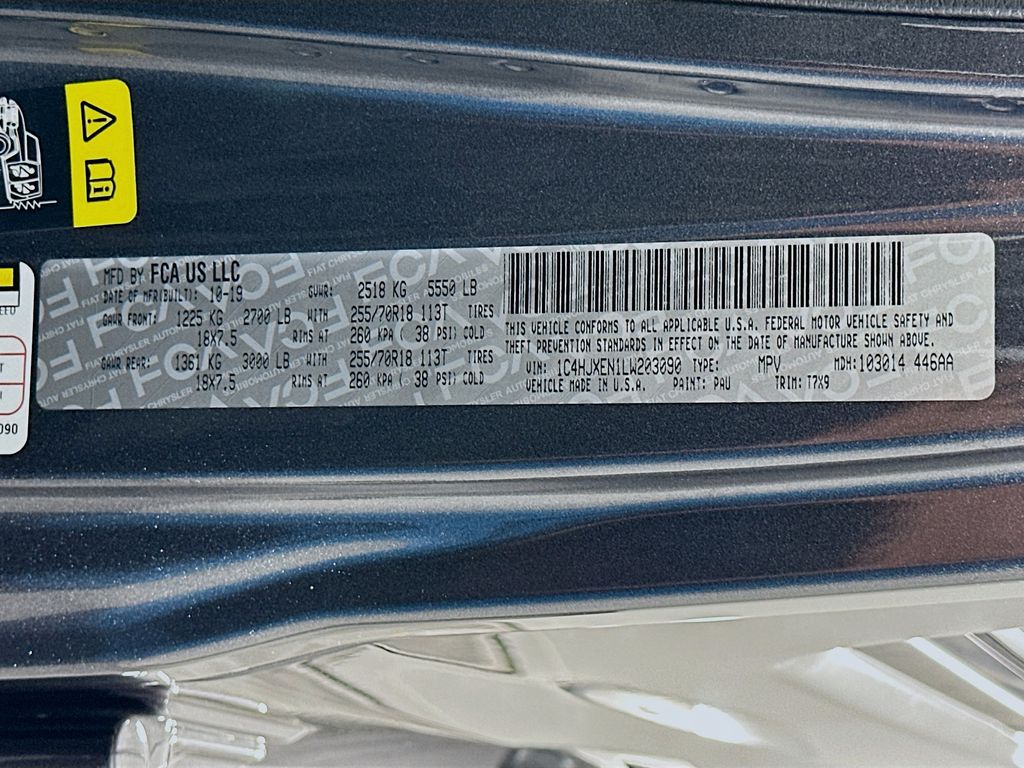 MFD BY FCA US LLC
DATE OF MFR(BUILT): 10-19 GVWR: 2518 KG 5550 LB
GAWR FRONT: 1225 KG 2700 LB WITH 255/70R18 113T TIRES
18X7.5 RIMS AT 260 KPA ( 38 PSI) COLD
GAWR REAR: 1361 KG 3000 LB WITH 255/70R18 113T TIRES
18X7.5 RIMS AT 260 KPA ( 38 PSI) COLD
THIS VEHICLE CONFORMS TO ALL APPLICABLE U.S.A. FEDERAL MOTOR VEHICLE SAFETY AND
THEFT PREVENTION STANDARDS IN EFFECT ON THE DATE OF MANUFACTURE SHOWN ABOVE.
VIN: 1C4HJXEN1LW203090 TYPE: MPV MDH: 103014 446AA
VEHICLE MADE IN U.S.A. PAINT: PAU TRIM: T7X9
090